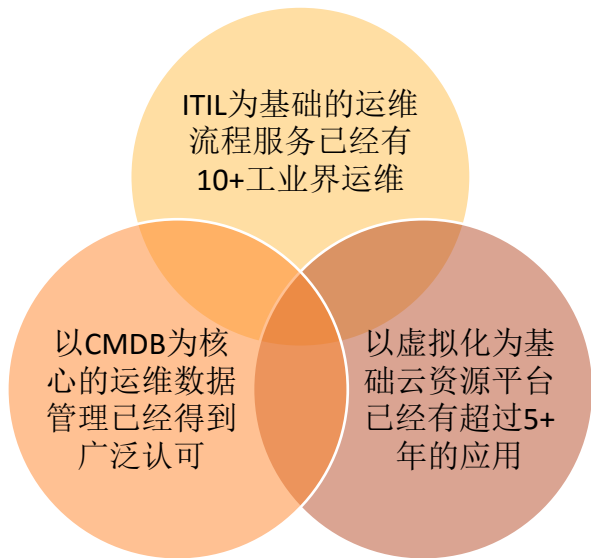 ITIL为基础的运维
流程服务已经有
10+工业界运维
以CMDB为核
心的运维数据
管理已经得到
广泛认可
以虚拟化为基
础云资源平台
已经有超过5+
年的应用